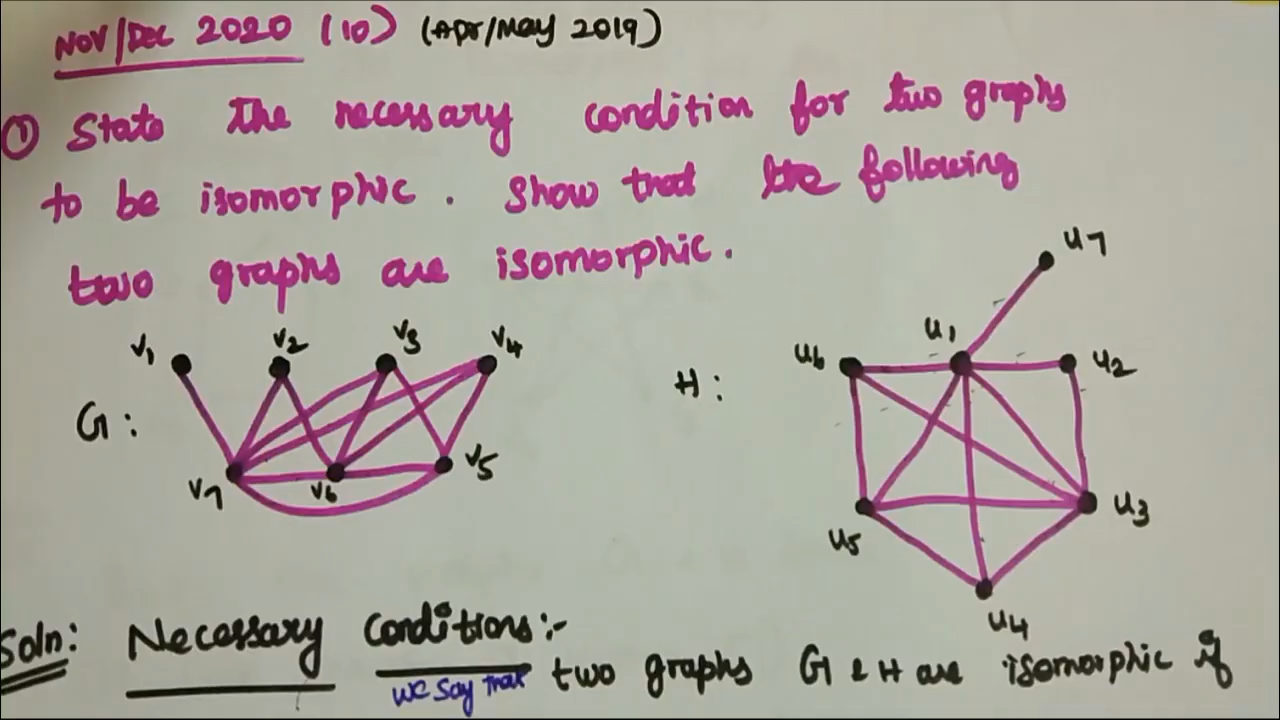 NOV/Dec 2020 (10) (Apr/May 2019)
① State the necessary condition for two graphs
to be isomorphic. Show that the following
two graphs are isomorphic.
u7
v1 v2 v3 v4
u6 u1 u2
G: H:
v7 v6 v5
u5 u3
u4
Soln: Necessary Conditions:-
we say that two graphs G & H are isomorphic if